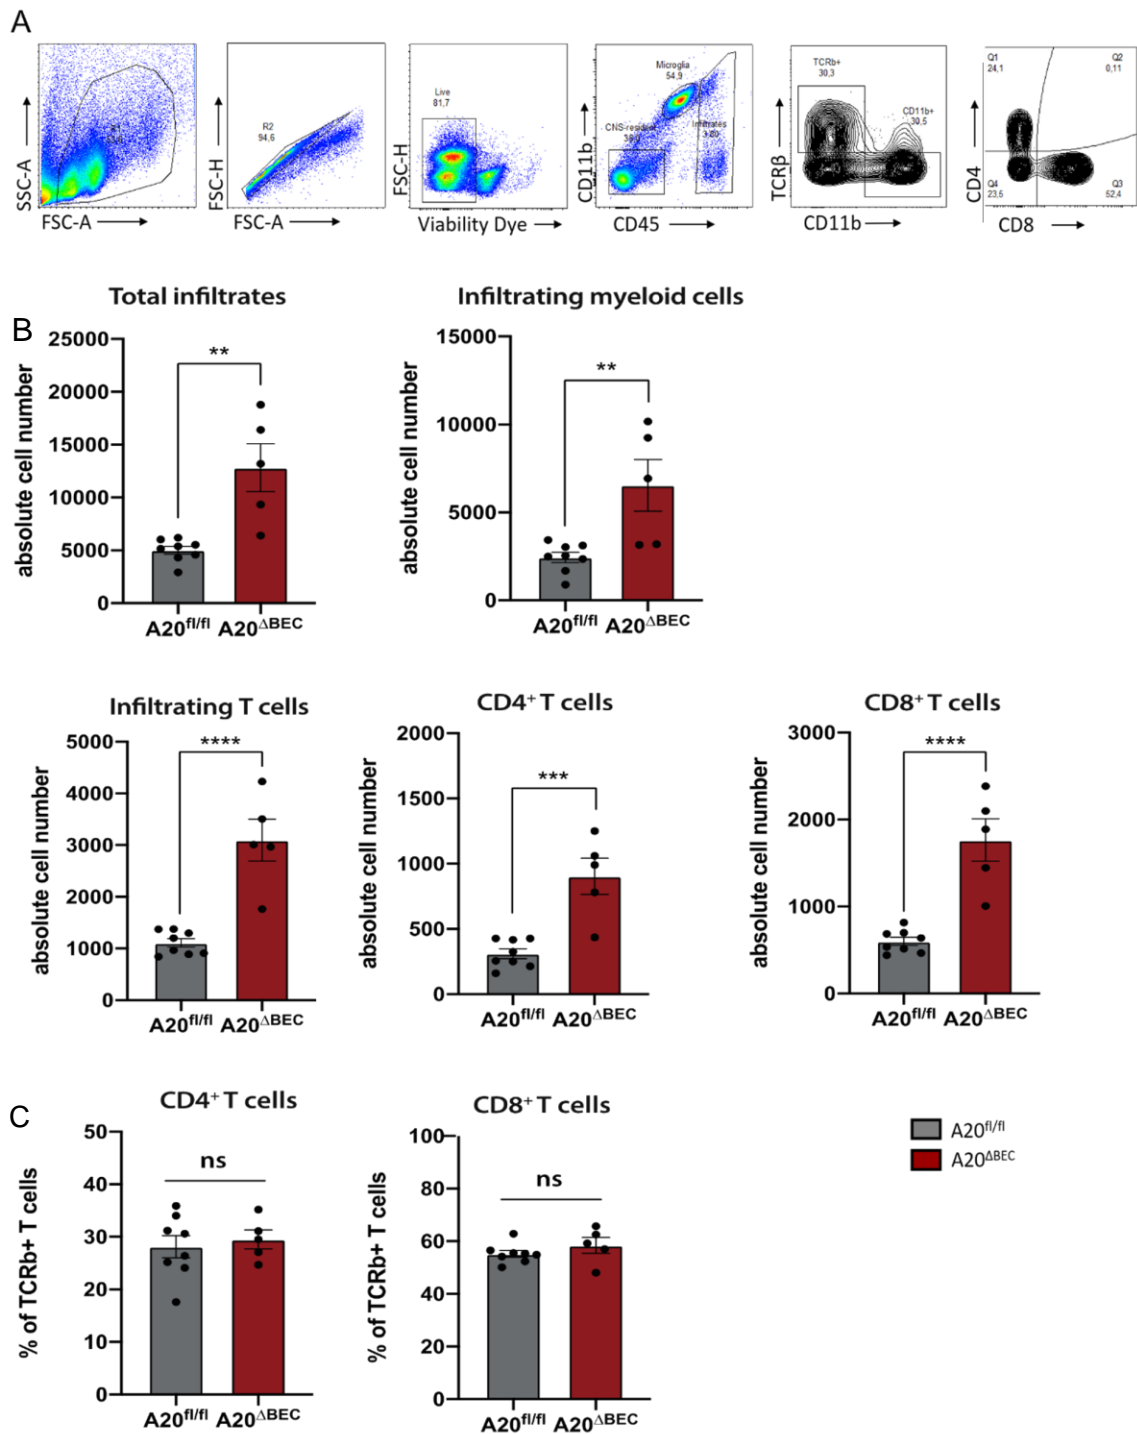 A
SSC-A
FSC-A
FSC-H
R2
94,6
FSC-A
FSC-H
Live
81,7
Viability Dye
CD11b
Microglia
54,9
CNS-resident
Infiltrates
CD45
TCRβ
TCRb+
30,3
CD11b+
30,5
CD11b
CD4
Q1
24,1
Q2
0,11
Q4
23,5
Q3
52,4
CD8
B
Total infiltrates
absolute cell number
25000
20000
15000
10000
5000
0
**
A20fl/fl A20ΔBEC
Infiltrating myeloid cells
absolute cell number
15000
10000
5000
0
**
A20fl/fl A20ΔBEC
Infiltrating T cells
absolute cell number
5000
4000
3000
2000
1000
0
****
A20fl/fl A20ΔBEC
CD4+ T cells
absolute cell number
2000
1500
1000
500
0
***
A20fl/fl A20ΔBEC
CD8+ T cells
absolute cell number
3000
2000
1000
0
****
A20fl/fl A20ΔBEC
C
CD4+ T cells
% of TCRb+ T cells
50
40
30
20
10
0
ns
A20fl/fl A20ΔBEC
CD8+ T cells
% of TCRb+ T cells
100
80
60
40
20
0
ns
A20fl/fl A20ΔBEC
A20fl/fl
A20ΔBEC